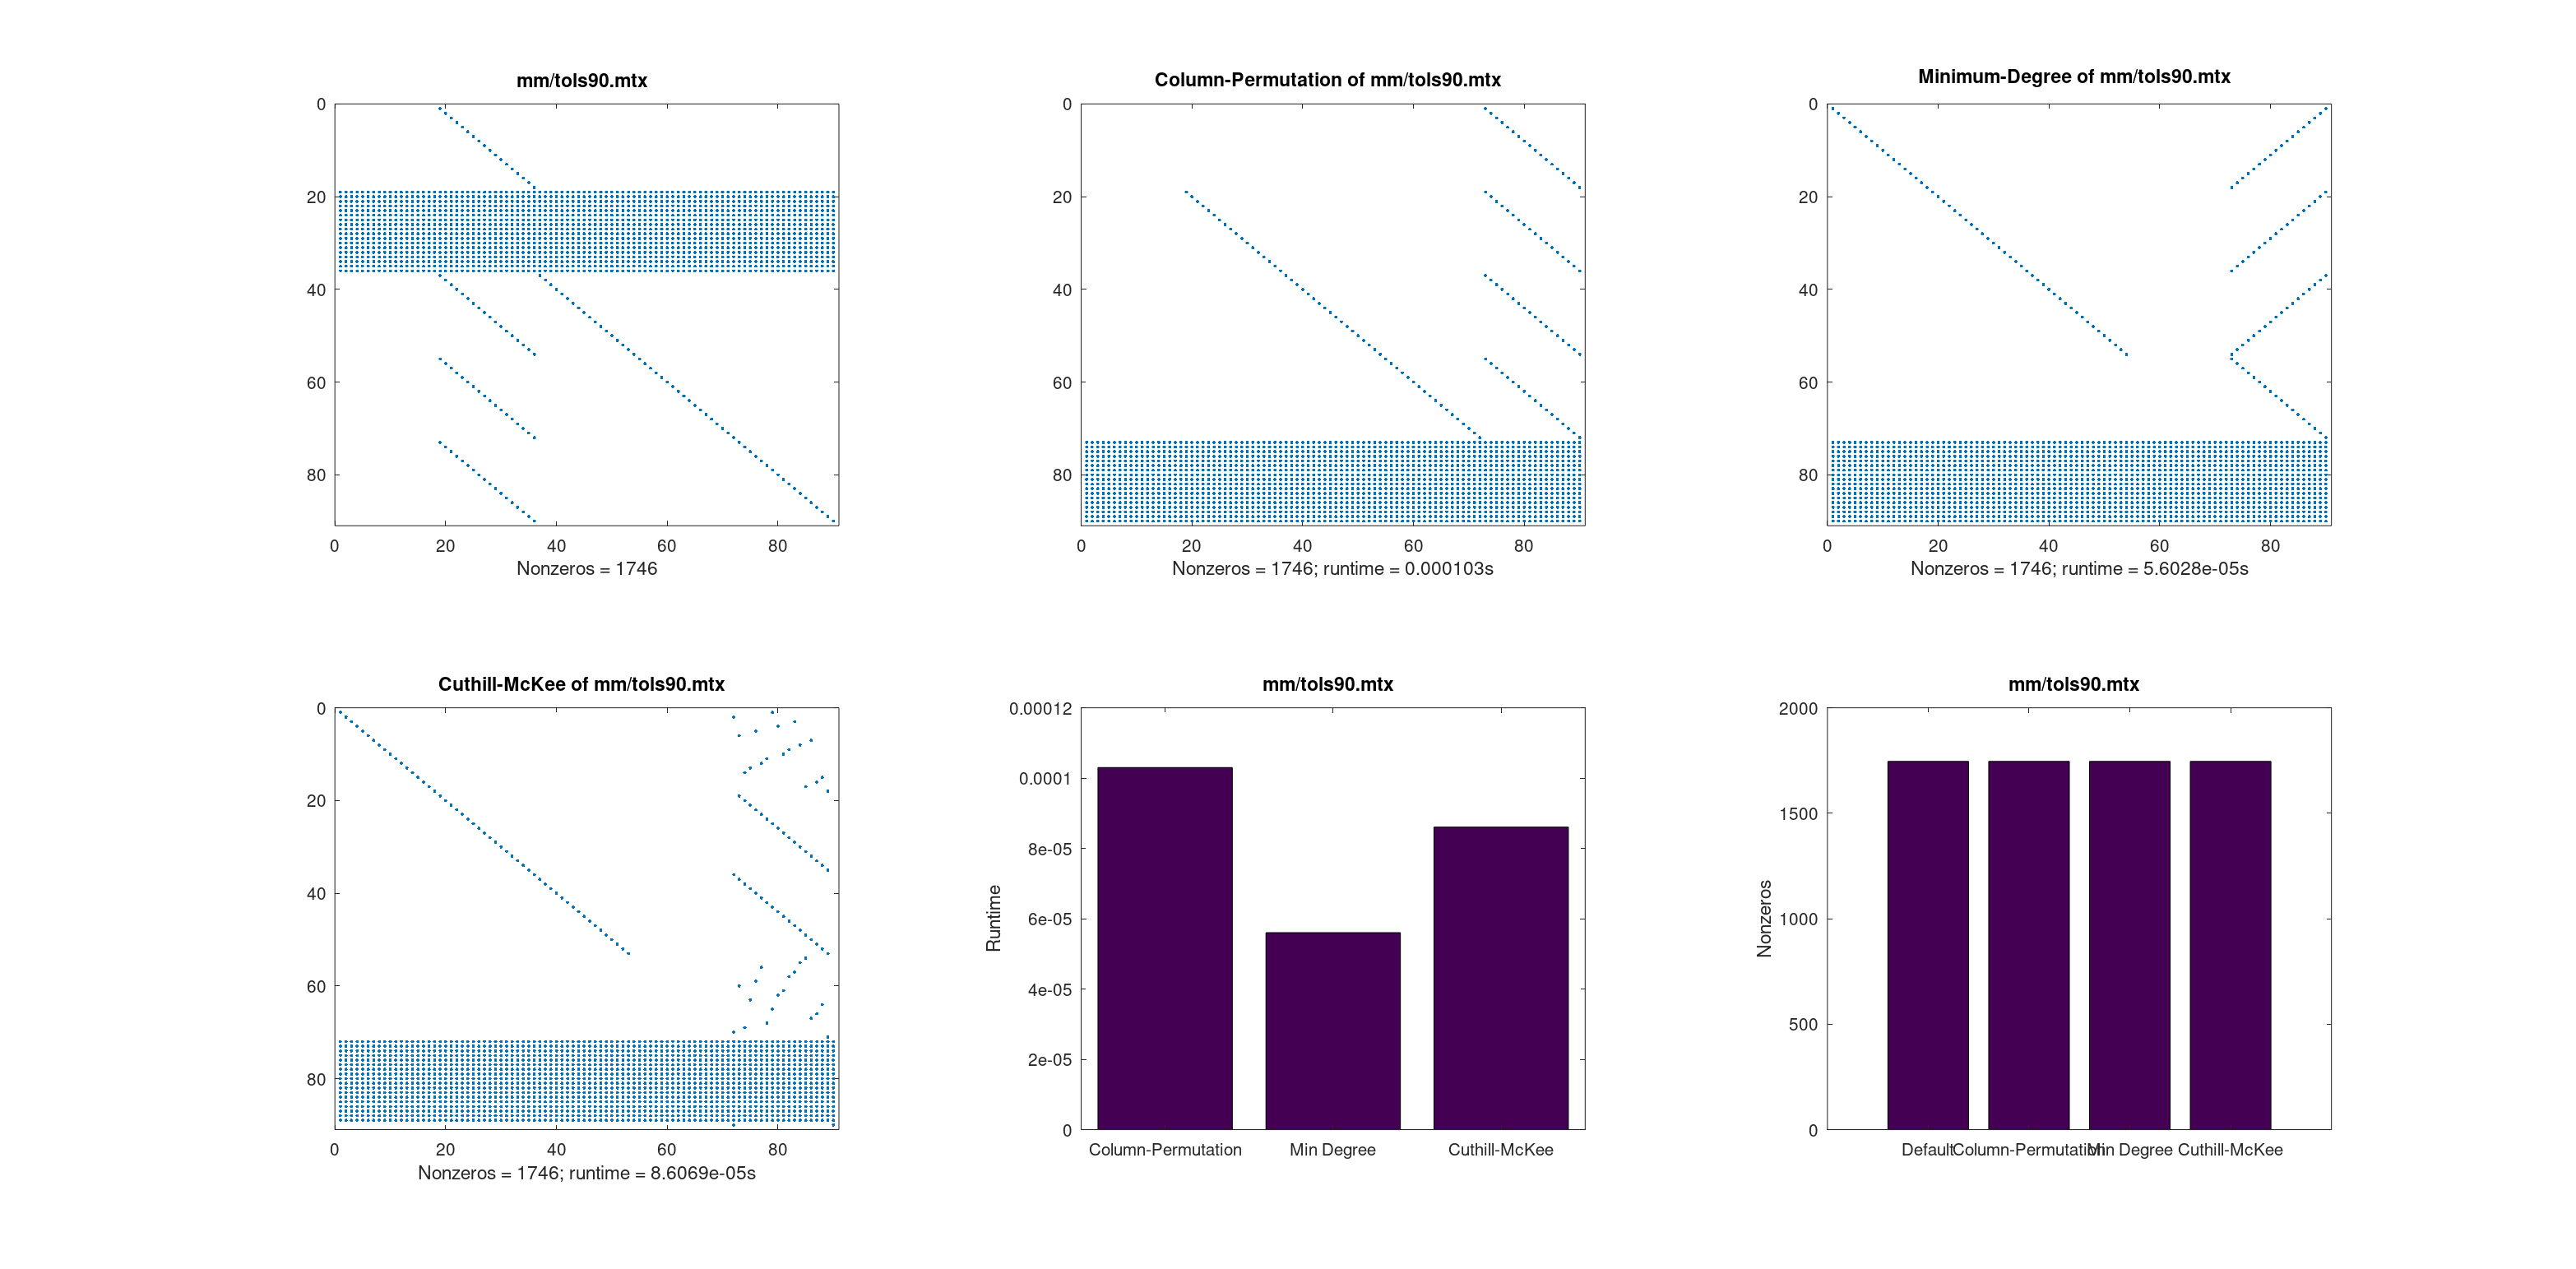 mm/tols90.mtx
0
20
40
60
80
0 20 40 60 80
Nonzeros = 1746
Column-Permutation of mm/tols90.mtx
0
20
40
60
80
0 20 40 60 80
Nonzeros = 1746; runtime = 0.000103s
Minimum-Degree of mm/tols90.mtx
0
20
40
60
80
0 20 40 60 80
Nonzeros = 1746; runtime = 5.6028e-05s
Cuthill-McKee of mm/tols90.mtx
0
20
40
60
80
0 20 40 60 80
Nonzeros = 1746; runtime = 8.6069e-05s
mm/tols90.mtx
Runtime
0.00012
0.0001
8e-05
6e-05
4e-05
2e-05
0
Column-Permutation Min Degree Cuthill-McKee
mm/tols90.mtx
Nonzeros
2000
1500
1000
500
0
Default Column-Permutation Min Degree Cuthill-McKee